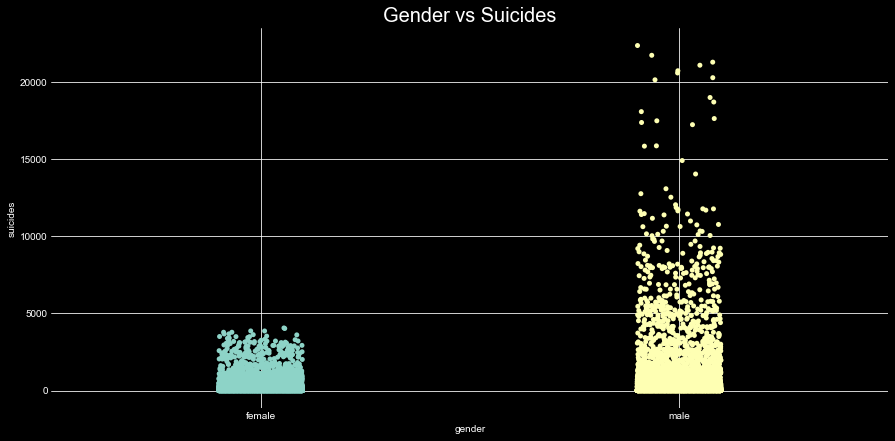 Gender vs Suicides
20000
15000
10000
5000
0
suicides
female
male
gender